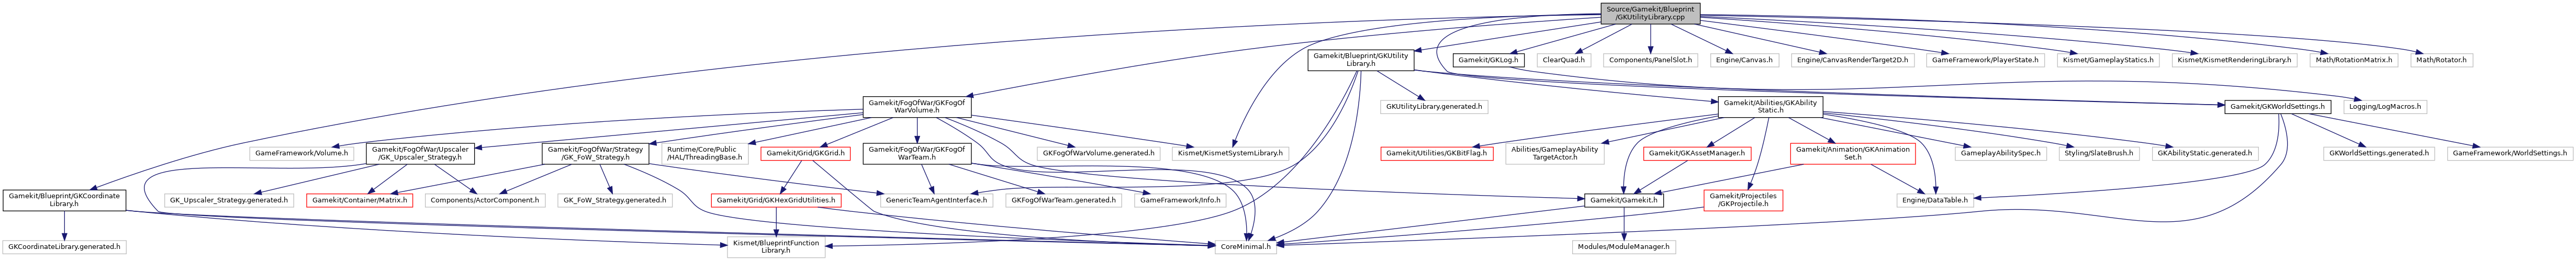 Source/Gamekit/Blueprint
/GKUtilityLibrary.cpp
Gamekit/Blueprint/GKUtility
Library.h
Gamekit/GKLog.h
ClearQuad.h
Components/PanelSlot.h
Engine/Canvas.h
Engine/CanvasRenderTarget2D.h
GameFramework/PlayerState.h
Kismet/GameplayStatics.h
Kismet/KismetRenderingLibrary.h
Math/RotationMatrix.h
Math/Rotator.h
Gamekit/FogOfWar/GKFogOf
WarVolume.h
GKUtilityLibrary.generated.h
Gamekit/Abilities/GKAbility
Static.h
Gamekit/GKWorldSettings.h
Logging/LogMacros.h
GameFramework/Volume.h
Gamekit/FogOfWar/Upscaler
/GK_Upscaler_Strategy.h
Gamekit/FogOfWar/Strategy
/GK_FoW_Strategy.h
Runtime/Core/Public
/HAL/ThreadingBase.h
Gamekit/Grid/GKGrid.h
Gamekit/FogOfWar/GKFogOf
WarTeam.h
GKFogOfWarVolume.generated.h
Kismet/KismetSystemLibrary.h
Gamekit/Utilities/GKBitFlag.h
Abilities/GameplayAbility
TargetActor.h
Gamekit/GKAssetManager.h
Gamekit/Animation/GKAnimation
Set.h
GameplayAbilitySpec.h
Styling/SlateBrush.h
GKAbilityStatic.generated.h
GKWorldSettings.generated.h
GameFramework/WorldSettings.h
Gamekit/Blueprint/GKCoordinate
Library.h
GK_Upscaler_Strategy.generated.h
Gamekit/Container/Matrix.h
Components/ActorComponent.h
GK_FoW_Strategy.generated.h
Gamekit/Grid/GKHexGridUtilities.h
GenericTeamAgentInterface.h
GKFogOfWarTeam.generated.h
GameFramework/Info.h
Gamekit/Gamekit.h
Gamekit/Projectiles
/GKProjectile.h
Engine/DataTable.h
GKCoordinateLibrary.generated.h
Kismet/BlueprintFunction
Library.h
CoreMinimal.h
Modules/ModuleManager.h